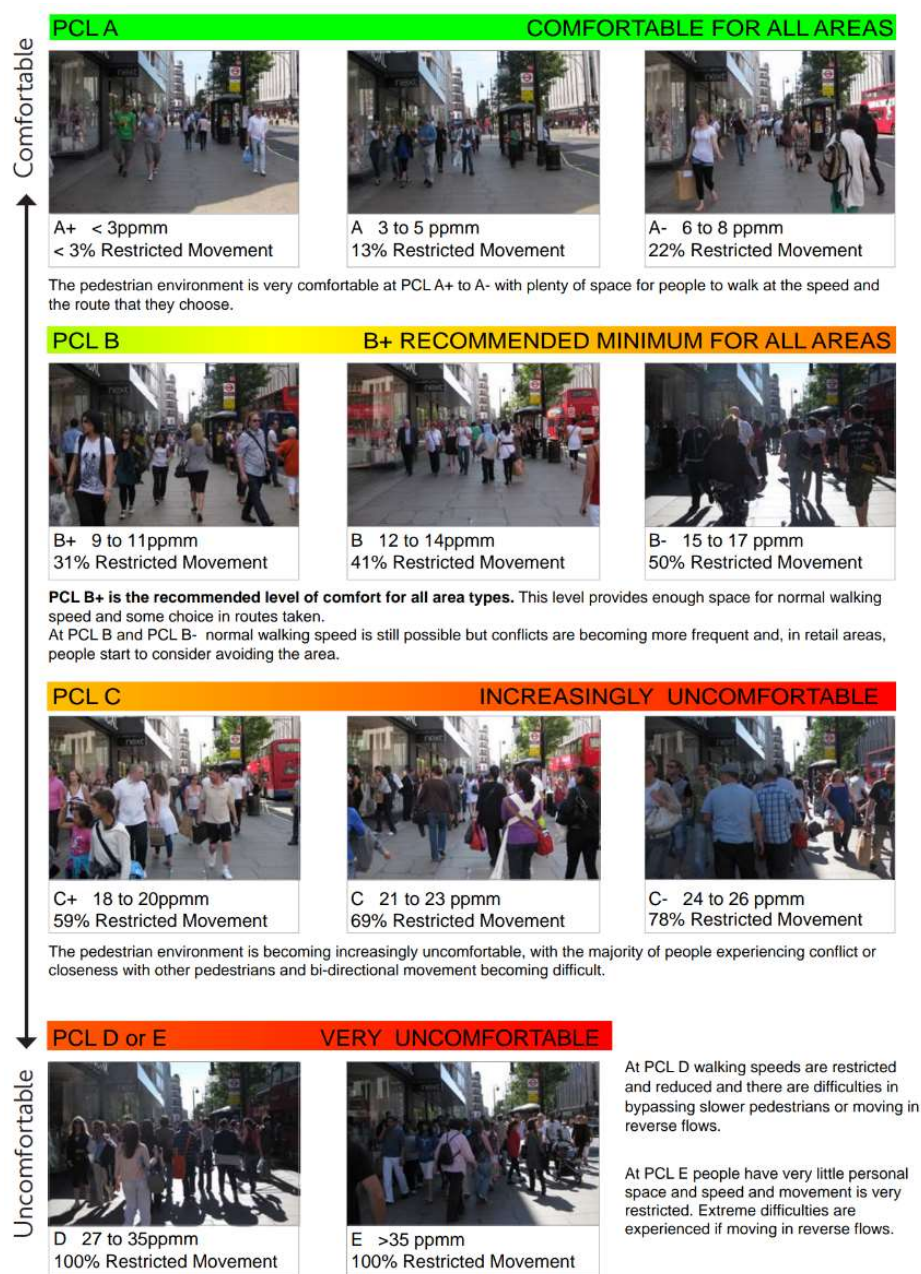 Comfortable
Uncomfortable
PCL A COMFORTABLE FOR ALL AREAS
A+ < 3ppmm
< 3% Restricted Movement
A 3 to 5 ppmm
13% Restricted Movement
A- 6 to 8 ppmm
22% Restricted Movement
The pedestrian environment is very comfortable at PCL A+ to A- with plenty of space for people to walk at the speed and
the route that they choose.
PCL B B+ RECOMMENDED MINIMUM FOR ALL AREAS
B+ 9 to 11ppmm
31% Restricted Movement
B 12 to 14ppmm
41% Restricted Movement
B- 15 to 17 ppmm
50% Restricted Movement
PCL B+ is the recommended level of comfort for all area types. This level provides enough space for normal walking
speed and some choice in routes taken.
At PCL B and PCL B- normal walking speed is still possible but conflicts are becoming more frequent and, in retail areas,
people start to consider avoiding the area.
PCL C INCREASINGLY UNCOMFORTABLE
C+ 18 to 20ppmm
59% Restricted Movement
C 21 to 23 ppmm
69% Restricted Movement
C- 24 to 26 ppmm
78% Restricted Movement
The pedestrian environment is becoming increasingly uncomfortable, with the majority of people experiencing conflict or
closeness with other pedestrians and bi-directional movement becoming difficult.
PCL D or E VERY UNCOMFORTABLE
D 27 to 35ppmm
100% Restricted Movement
E >35 ppmm
100% Restricted Movement
At PCL D walking speeds are restricted
and reduced and there are difficulties in
bypassing slower pedestrians or moving in
reverse flows.
At PCL E people have very little personal
space and speed and movement is very
restricted. Extreme difficulties are
experienced if moving in reverse flows.